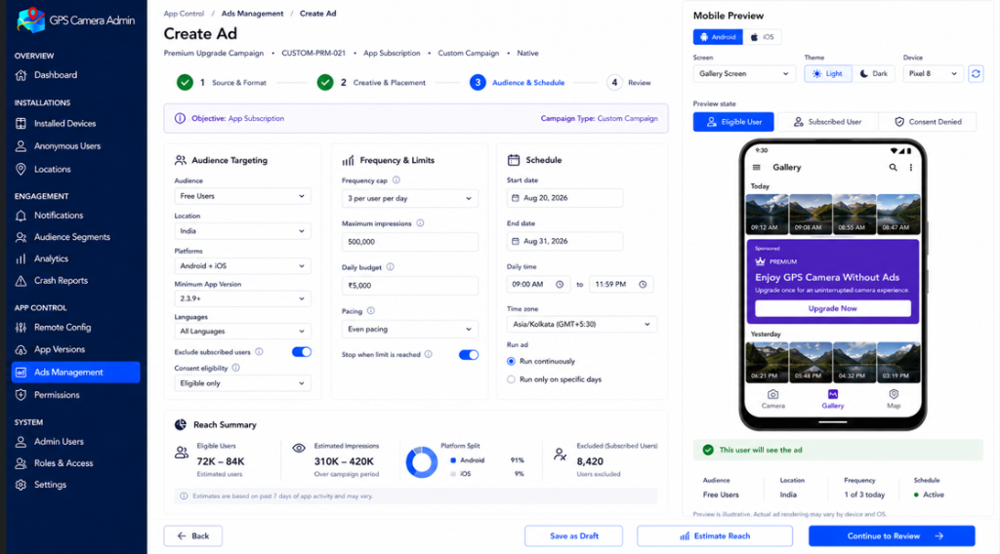 GPS Camera Admin
OVERVIEW
Dashboard
INSTALLATIONS
Installed Devices
Anonymous Users
Locations
ENGAGEMENT
Notifications
Audience Segments
Analytics
Crash Reports
APP CONTROL
Remote Config
App Versions
Ads Management
Permissions
SYSTEM
Admin Users
Roles & Access
Settings
App Control / Ads Management / Create Ad
Create Ad
Premium Upgrade Campaign • CUSTOM-PRM-021 • App Subscription • Custom Campaign • Native
1 Source & Format
2 Creative & Placement
3 Audience & Schedule
4 Review
Objective: App Subscription
Campaign Type: Custom Campaign
Audience Targeting
Audience
Free Users
Location
India
Platforms
Android + iOS
Minimum App Version
2.3.9+
Languages
All Languages
Exclude subscribed users
Consent eligibility
Eligible only
Frequency & Limits
Frequency cap
3 per user per day
Maximum impressions
500,000
Daily budget
₹5,000
Pacing
Even pacing
Stop when limit is reached
Schedule
Start date
Aug 20, 2026
End date
Aug 31, 2026
Daily time
09:00 AM to 11:59 PM
Time zone
Asia/Kolkata (GMT+5:30)
Run ad
Run continuously
Run only on specific days
Reach Summary
Eligible Users
72K – 84K
Estimated users
Estimated Impressions
310K – 420K
Over campaign period
Platform Split
Android 91%
iOS 9%
Excluded (Subscribed Users)
8,420
Users excluded
Estimates are based on past 7 days of app activity and may vary.
Back
Save as Draft
Estimate Reach
Continue to Review
Mobile Preview
Android
iOS
Screen
Gallery Screen
Theme
Light
Dark
Device
Pixel 8
Preview state
Eligible User
Subscribed User
Consent Denied
9:30
Gallery
Today
09:12 AM 09:08 AM 08:55 AM 08:47 AM
Sponsored
PREMIUM
Enjoy GPS Camera Without Ads
Upgrade once for an uninterrupted camera experience.
Upgrade Now
Yesterday
06:21 PM 05:48 PM 04:32 PM 03:19 PM
Camera
Gallery
Map
This user will see the ad
Audience
Free Users
Location
India
Frequency
1 of 3 today
Schedule
Active
Preview is illustrative. Actual ad rendering may vary by device and OS.